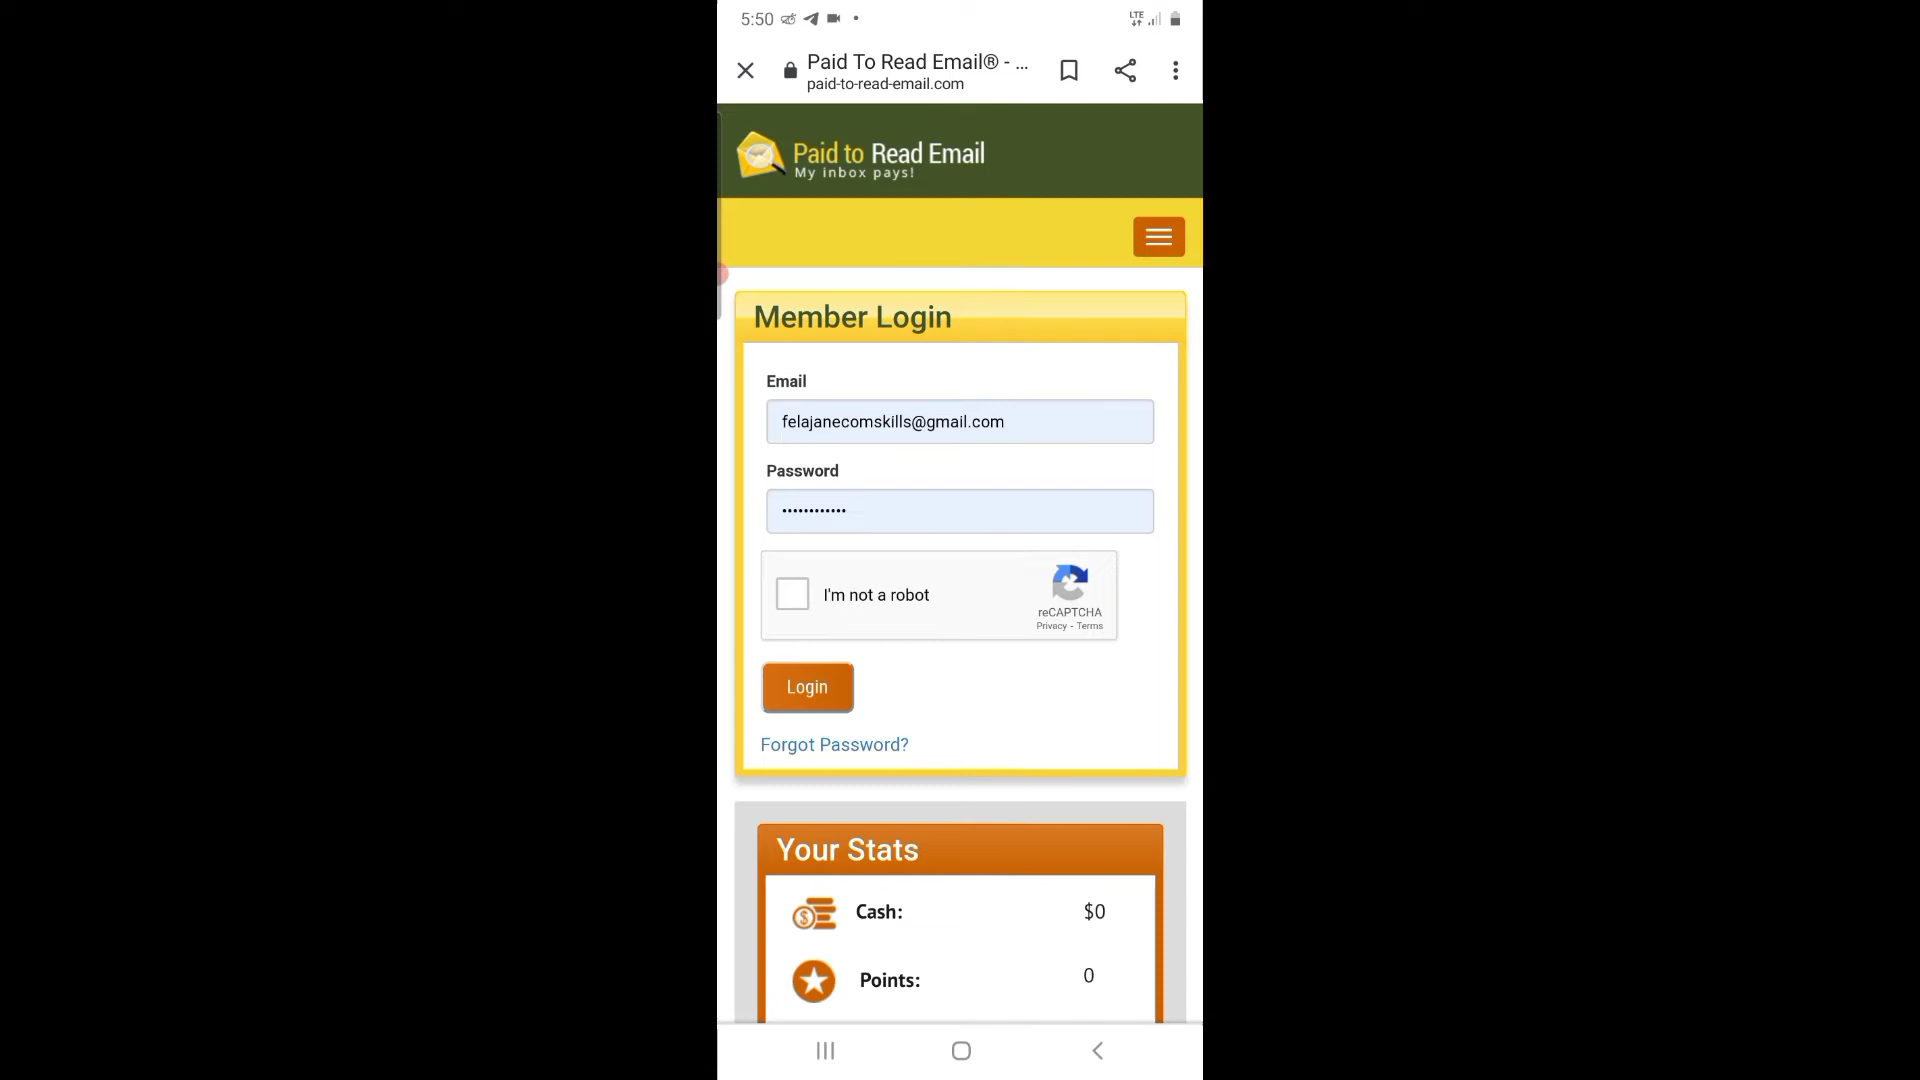 5:50
LTE
Paid To Read Email® - ...
paid-to-read-email.com
Paid to Read Email
My inbox pays!
Member Login
Email
felajanecomskills@gmail.com
Password
••••••••••••
I'm not a robot
reCAPTCHA
Privacy - Terms
Login
Forgot Password?
Your Stats
Cash: $0
Points: 0